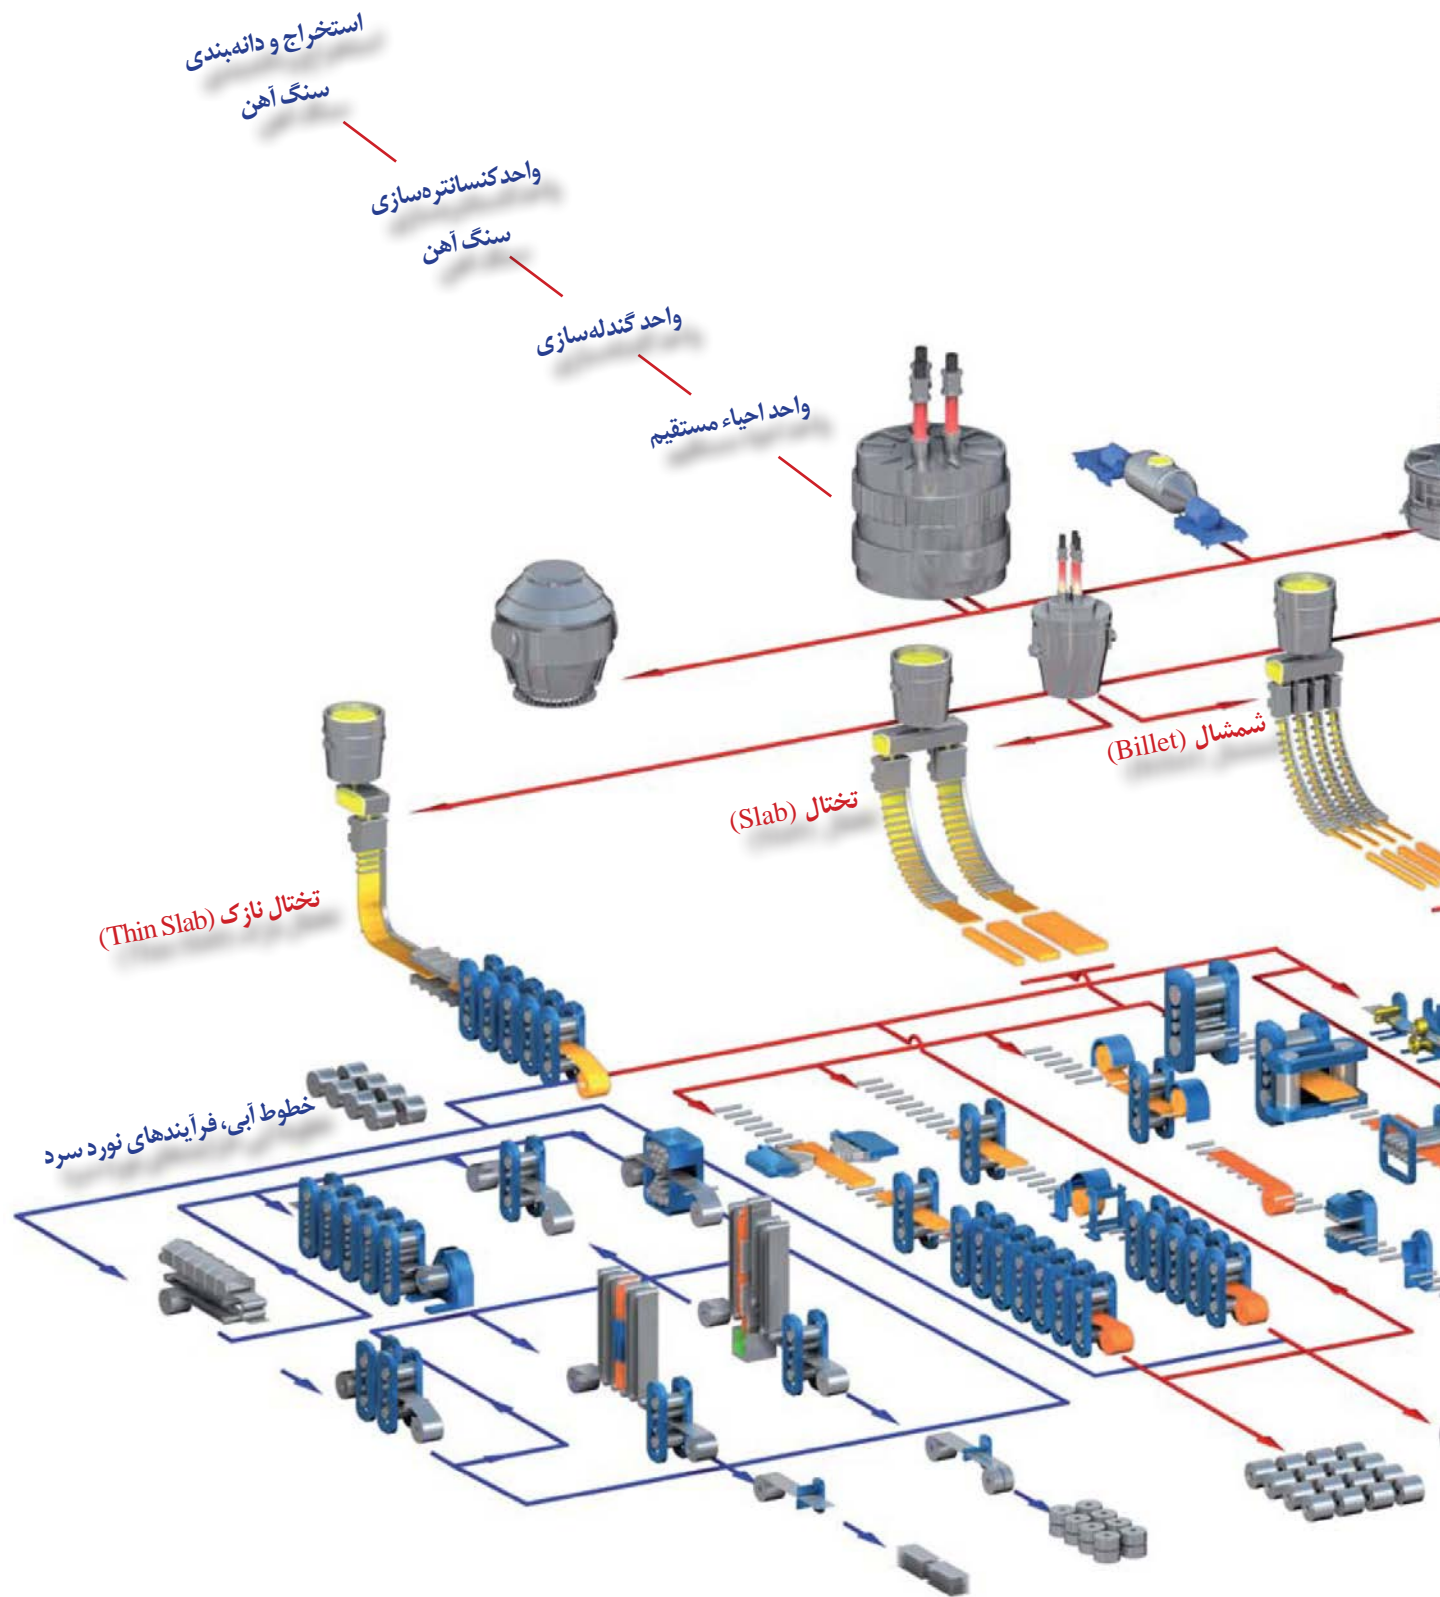 استخراج و دانه‌بندی
سنگ آهن
واحد کنسانتره‌سازی
سنگ آهن
واحد گندله‌سازی
واحد احیاء مستقیم
شمشال (Billet)
تختال (Slab)
تختال نازک (Thin Slab)
خطوط آبی، فرآیندهای نورد سرد